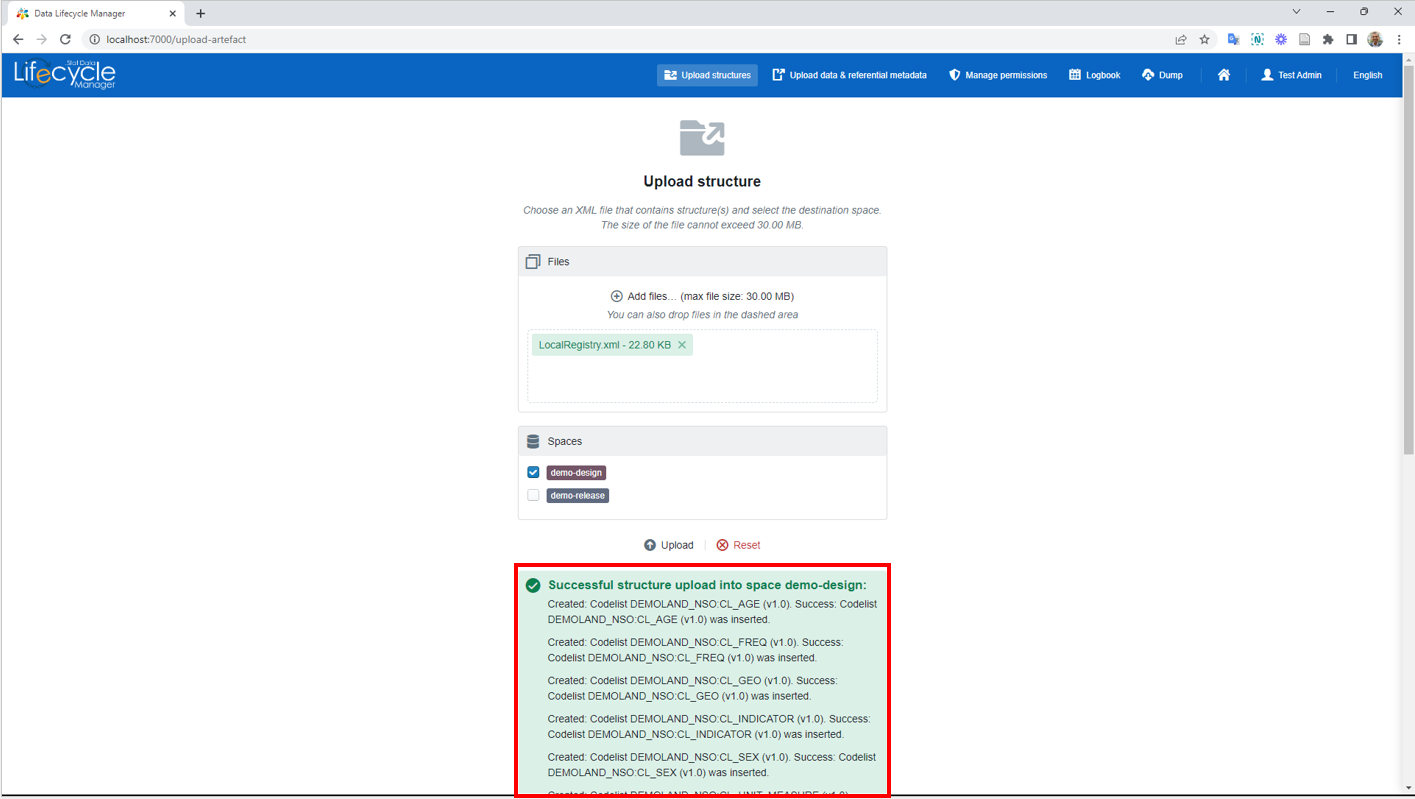 Data Lifecycle Manager
localhost:7000/upload-artefact
.Stat Data
Lifecycle
Manager
Upload structures
Upload data & referential metadata
Manage permissions
Logbook
Dump
Test Admin
English
Upload structure
Choose an XML file that contains structure(s) and select the destination space.
The size of the file cannot exceed 30.00 MB.
Files
Add files… (max file size: 30.00 MB)
You can also drop files in the dashed area
LocalRegistry.xml - 22.80 KB
Spaces
demo-design
demo-release
Upload
Reset
Successful structure upload into space demo-design:
Created: Codelist DEMOLAND_NSO:CL_AGE (v1.0). Success: Codelist
DEMOLAND_NSO:CL_AGE (v1.0) was inserted.
Created: Codelist DEMOLAND_NSO:CL_FREQ (v1.0). Success:
Codelist DEMOLAND_NSO:CL_FREQ (v1.0) was inserted.
Created: Codelist DEMOLAND_NSO:CL_GEO (v1.0). Success:
Codelist DEMOLAND_NSO:CL_GEO (v1.0) was inserted.
Created: Codelist DEMOLAND_NSO:CL_INDICATOR (v1.0). Success:
Codelist DEMOLAND_NSO:CL_INDICATOR (v1.0) was inserted.
Created: Codelist DEMOLAND_NSO:CL_SEX (v1.0). Success: Codelist
DEMOLAND_NSO:CL_SEX (v1.0) was inserted.
Created: Codelist DEMOLAND_NSO:CL_UNIT_MEASURE (v1.0).